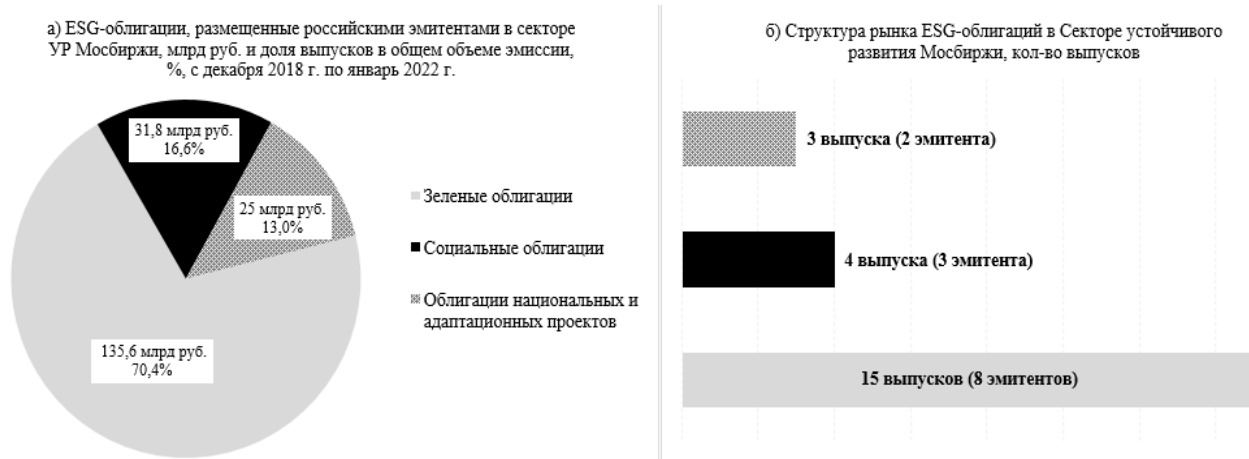 а) ESG-облигации, размещенные российскими эмитентами в секторе
УР Мосбиржи, млрд руб. и доля выпусков в общем объеме эмиссии,
%, с декабря 2018 г. по январь 2022 г.
31,8 млрд руб.
16,6%
25 млрд руб.
13,0%
135,6 млрд руб.
70,4%
Зеленые облигации
Социальные облигации
Облигации национальных и
адаптационных проектов
б) Структура рынка ESG-облигаций в Секторе устойчивого
развития Мосбиржи, кол-во выпусков
3 выпуска (2 эмитента)
4 выпуска (3 эмитента)
15 выпусков (8 эмитентов)